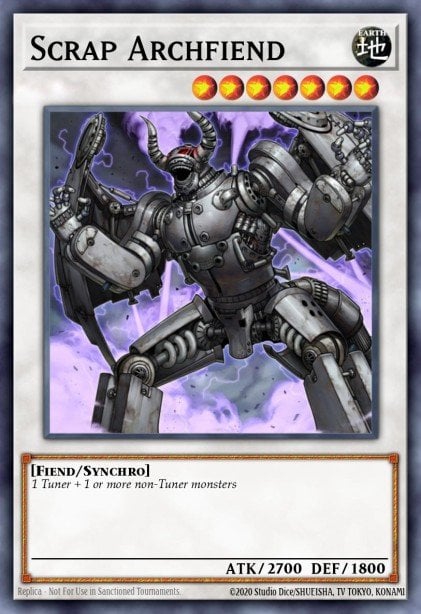 Scrap Archfiend
EARTH
地
[Fiend/Synchro]
1 Tuner + 1 or more non-Tuner monsters
ATK/2700 DEF/1800
Replica - Not For Use in Sanctioned Tournaments.
©2020 Studio Dice/SHUEISHA, TV TOKYO, KONAMI